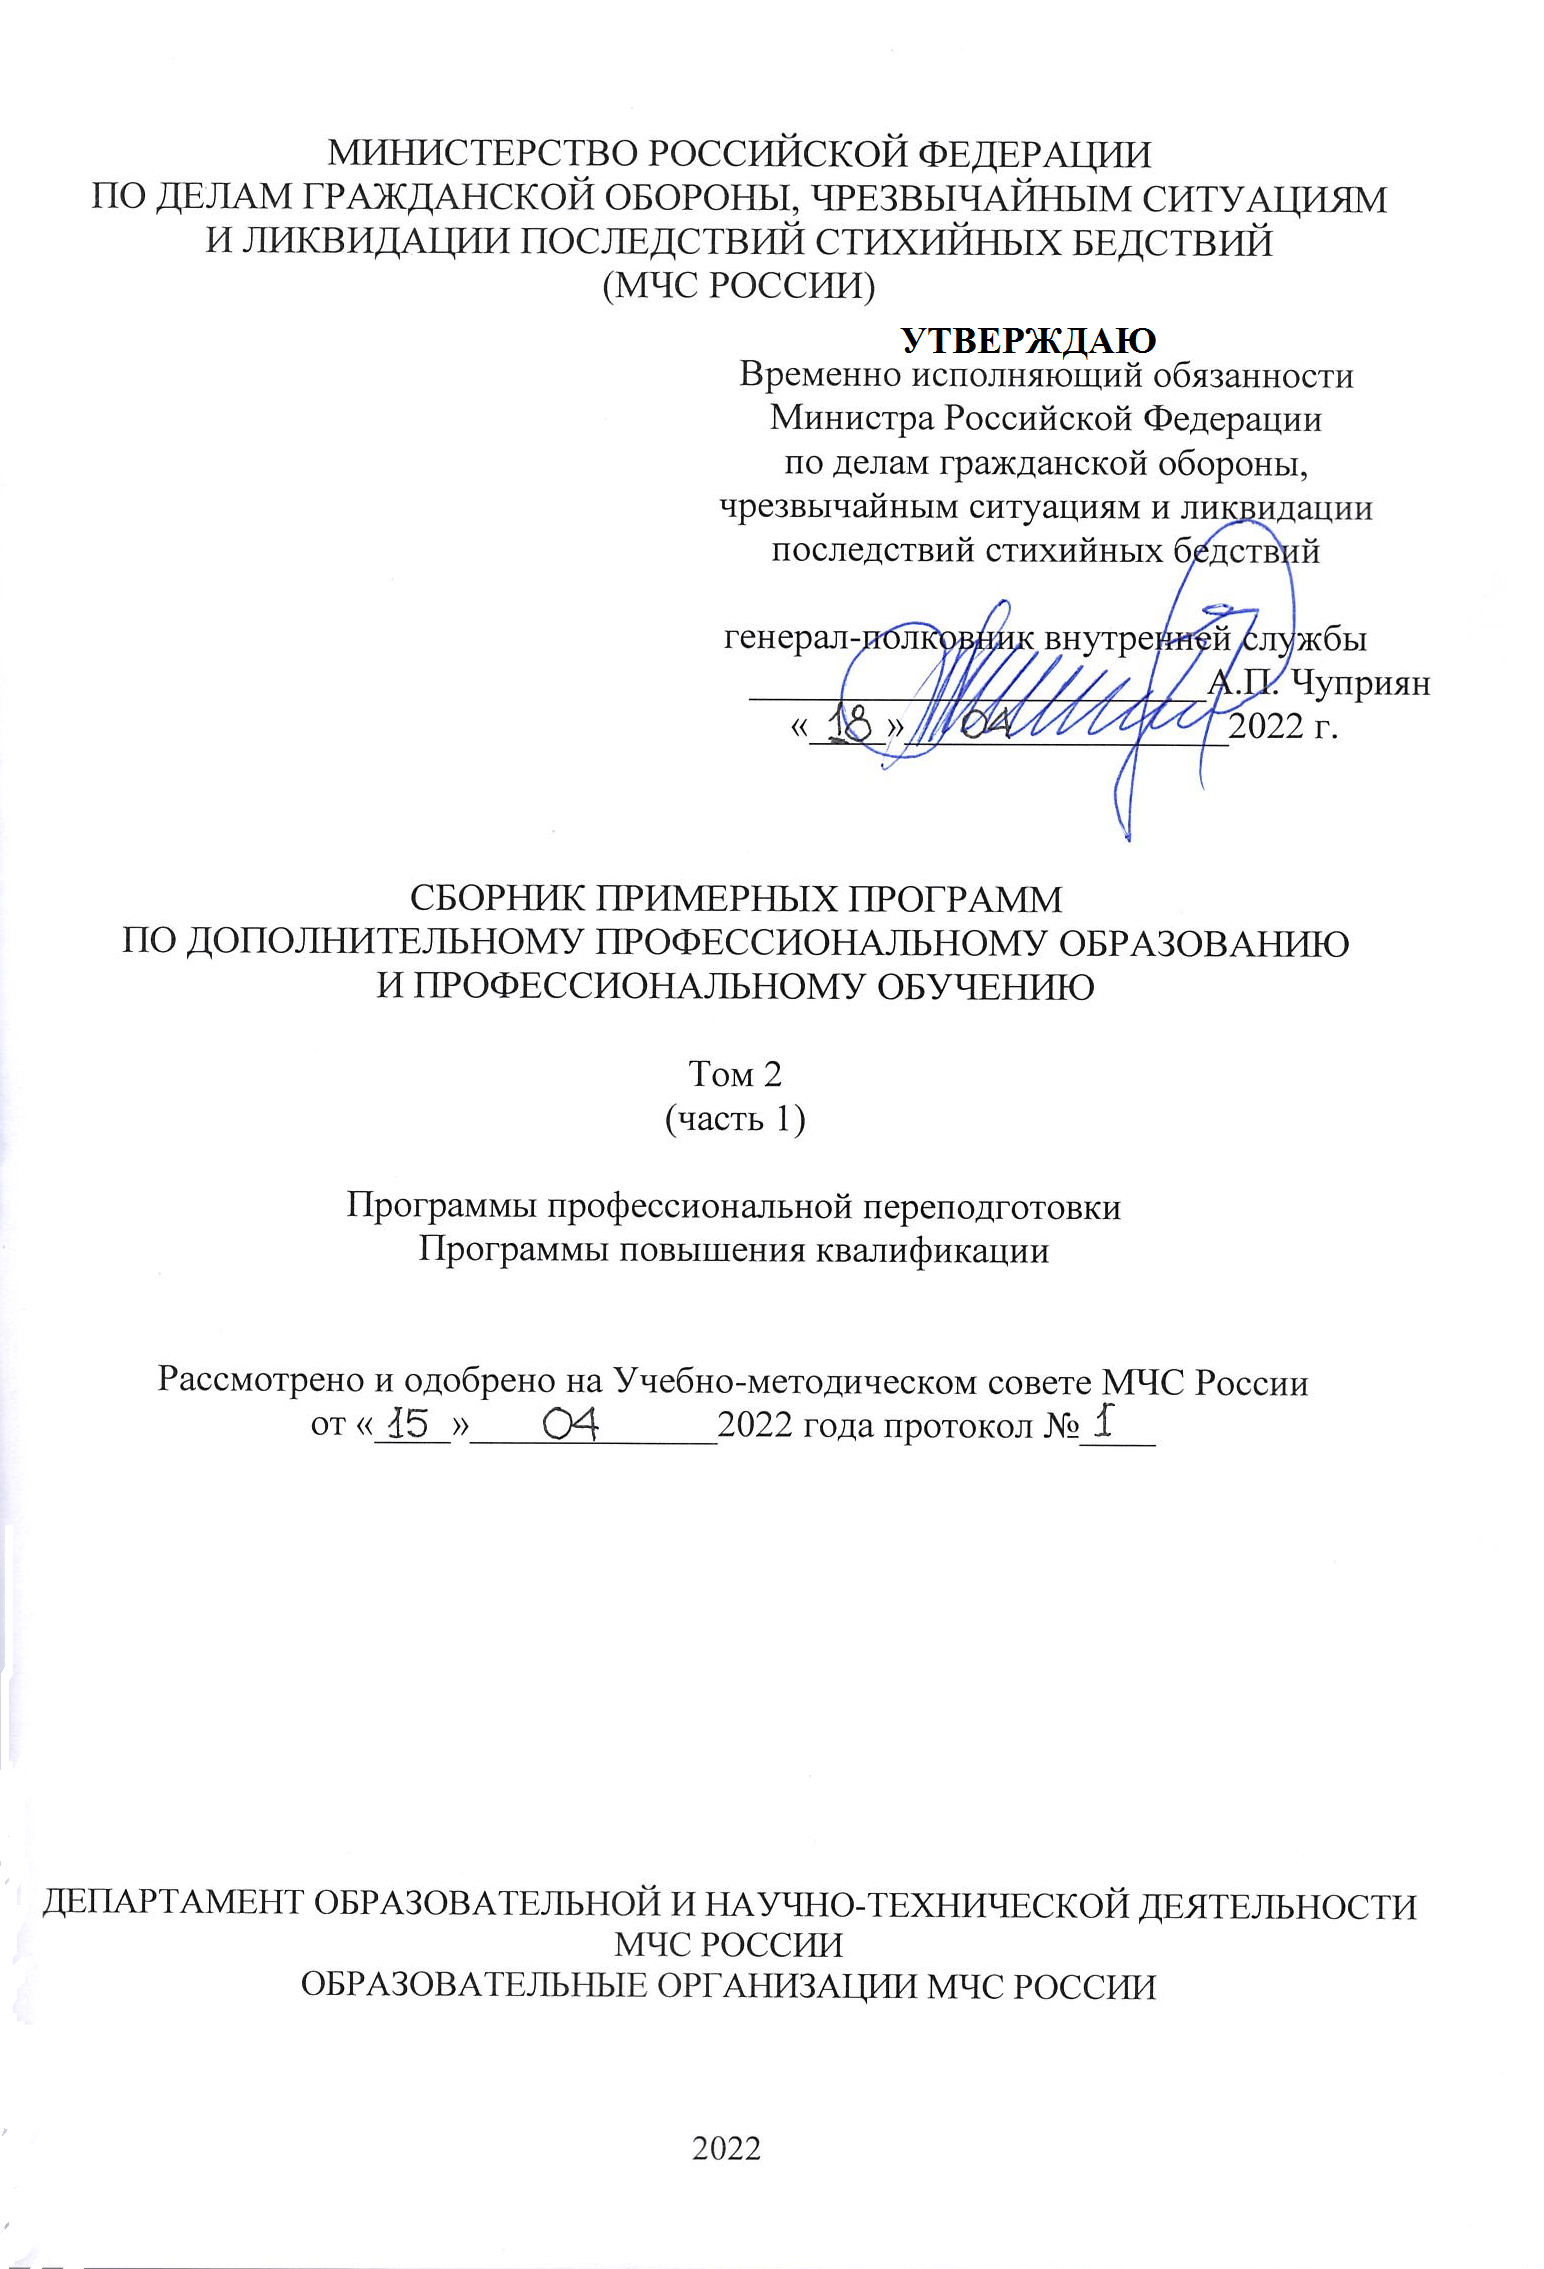 МИНИСТЕРСТВО РОССИЙСКОЙ ФЕДЕРАЦИИ
ПО ДЕЛАМ ГРАЖДАНСКОЙ ОБОРОНЫ, ЧРЕЗВЫЧАЙНЫМ СИТУАЦИЯМ
И ЛИКВИДАЦИИ ПОСЛЕДСТВИЙ СТИХИЙНЫХ БЕДСТВИЙ
(МЧС РОССИИ)
УТВЕРЖДАЮ
Временно исполняющий обязанности
Министра Российской Федерации
по делам гражданской обороны,
чрезвычайным ситуациям и ликвидации
последствий стихийных бедствий
генерал-полковник внутренней службы
А.П. Чуприян
«18» 04 2022 г.
СБОРНИК ПРИМЕРНЫХ ПРОГРАММ
ПО ДОПОЛНИТЕЛЬНОМУ ПРОФЕССИОНАЛЬНОМУ ОБРАЗОВАНИЮ
И ПРОФЕССИОНАЛЬНОМУ ОБУЧЕНИЮ
Том 2
(часть 1)
Программы профессиональной переподготовки
Программы повышения квалификации
Рассмотрено и одобрено на Учебно-методическом совете МЧС России
от «15» 04 2022 года протокол № 1
ДЕПАРТАМЕНТ ОБРАЗОВАТЕЛЬНОЙ И НАУЧНО-ТЕХНИЧЕСКОЙ ДЕЯТЕЛЬНОСТИ
МЧС РОССИИ
ОБРАЗОВАТЕЛЬНЫЕ ОРГАНИЗАЦИИ МЧС РОССИИ
2022